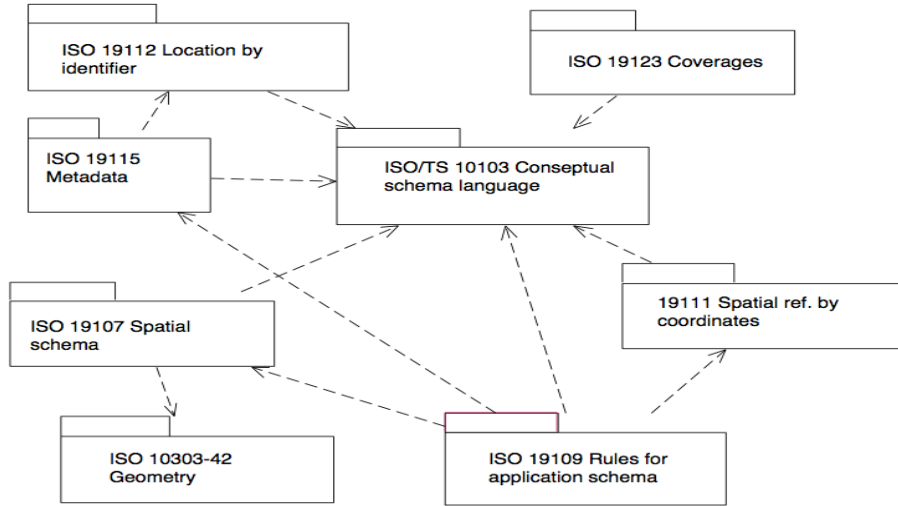 ISO 19112 Location by
identifier
ISO 19123 Coverages
ISO 19115
Metadata
ISO/TS 10103 Conseptual
schema language
ISO 19107 Spatial
schema
19111 Spatial ref. by
coordinates
ISO 10303-42
Geometry
ISO 19109 Rules for
application schema